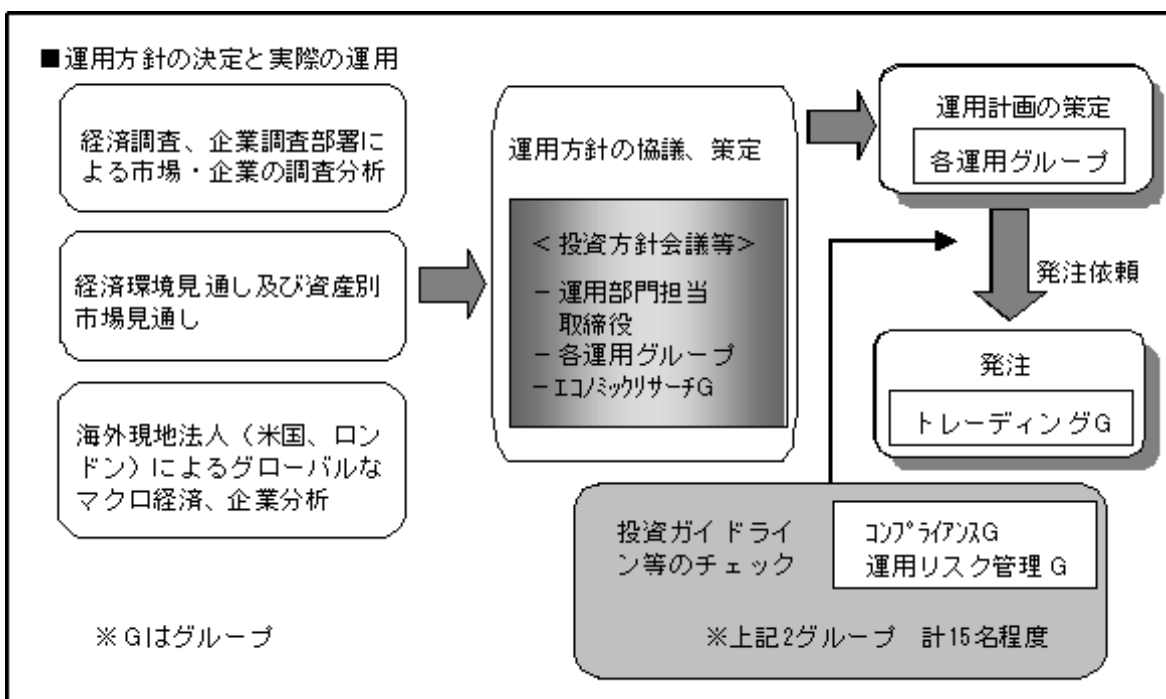 ■運用方針の決定と実際の運用
経済調査、企業調査部署に
よる市場・企業の調査分析
経済環境見通し及び資産別
市場見通し
海外現地法人（米国、ロン
ドン）によるグローバルな
マクロ経済、企業分析
運用方針の協議、策定
＜投資方針会議等＞
－運用部門担当
取締役
－各運用グループ
－ｴｺﾉﾐｯｸﾘｻｰﾁG
運用計画の策定
各運用グループ
発注依頼
発注
トレーディングG
投資ガイドライ
ン等のチェック
ｺﾝﾌﾟﾗｲｱﾝｽG
運用リスク管理G
※上記2グループ 計15名程度
※Gはグループ